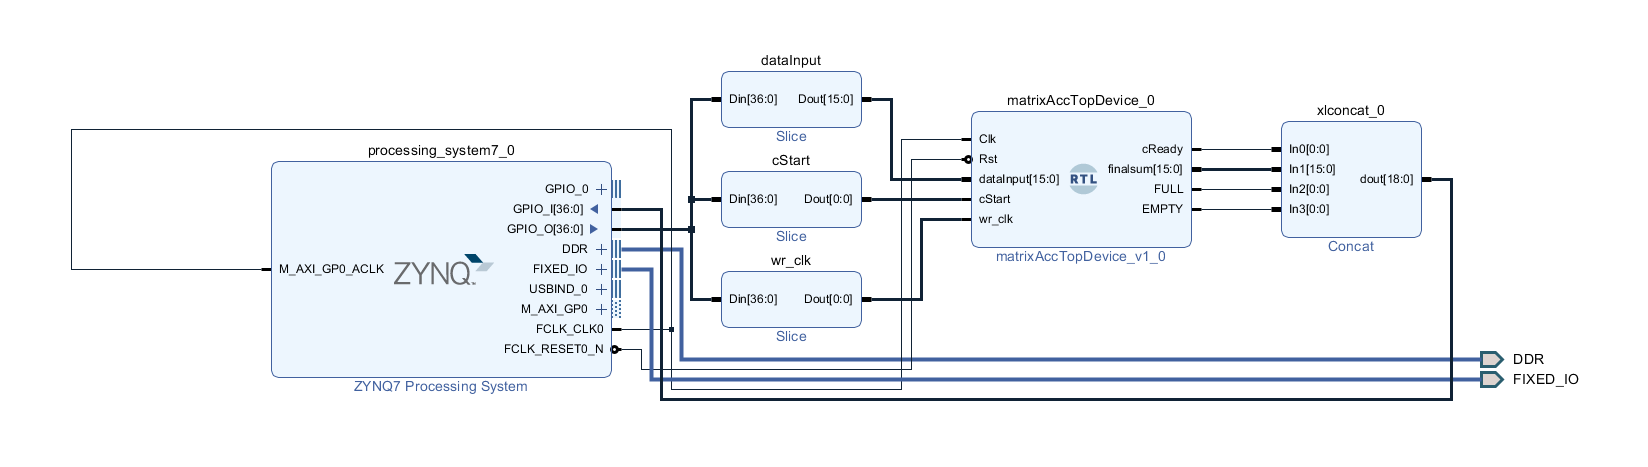 dataInput
Din[36:0] Dout[15:0]
Slice
cStart
Din[36:0] Dout[0:0]
Slice
wr_clk
Din[36:0] Dout[0:0]
Slice
processing_system7_0
GPIO_0
GPIO_I[36:0]
GPIO_O[36:0]
DDR
FIXED_IO
USBIND_0
M_AXI_GP0
FCLK_CLK0
FCLK_RESET0_N
M_AXI_GP0_ACLK
ZYNQ
ZYNQ7 Processing System
matrixAccTopDevice_0
Clk
Rst
dataInput[15:0]
cStart
wr_clk
RTL
cReady
finalsum[15:0]
FULL
EMPTY
matrixAccTopDevice_v1_0
xlconcat_0
In0[0:0]
In1[15:0]
In2[0:0]
In3[0:0]
dout[18:0]
Concat
DDR
FIXED_IO